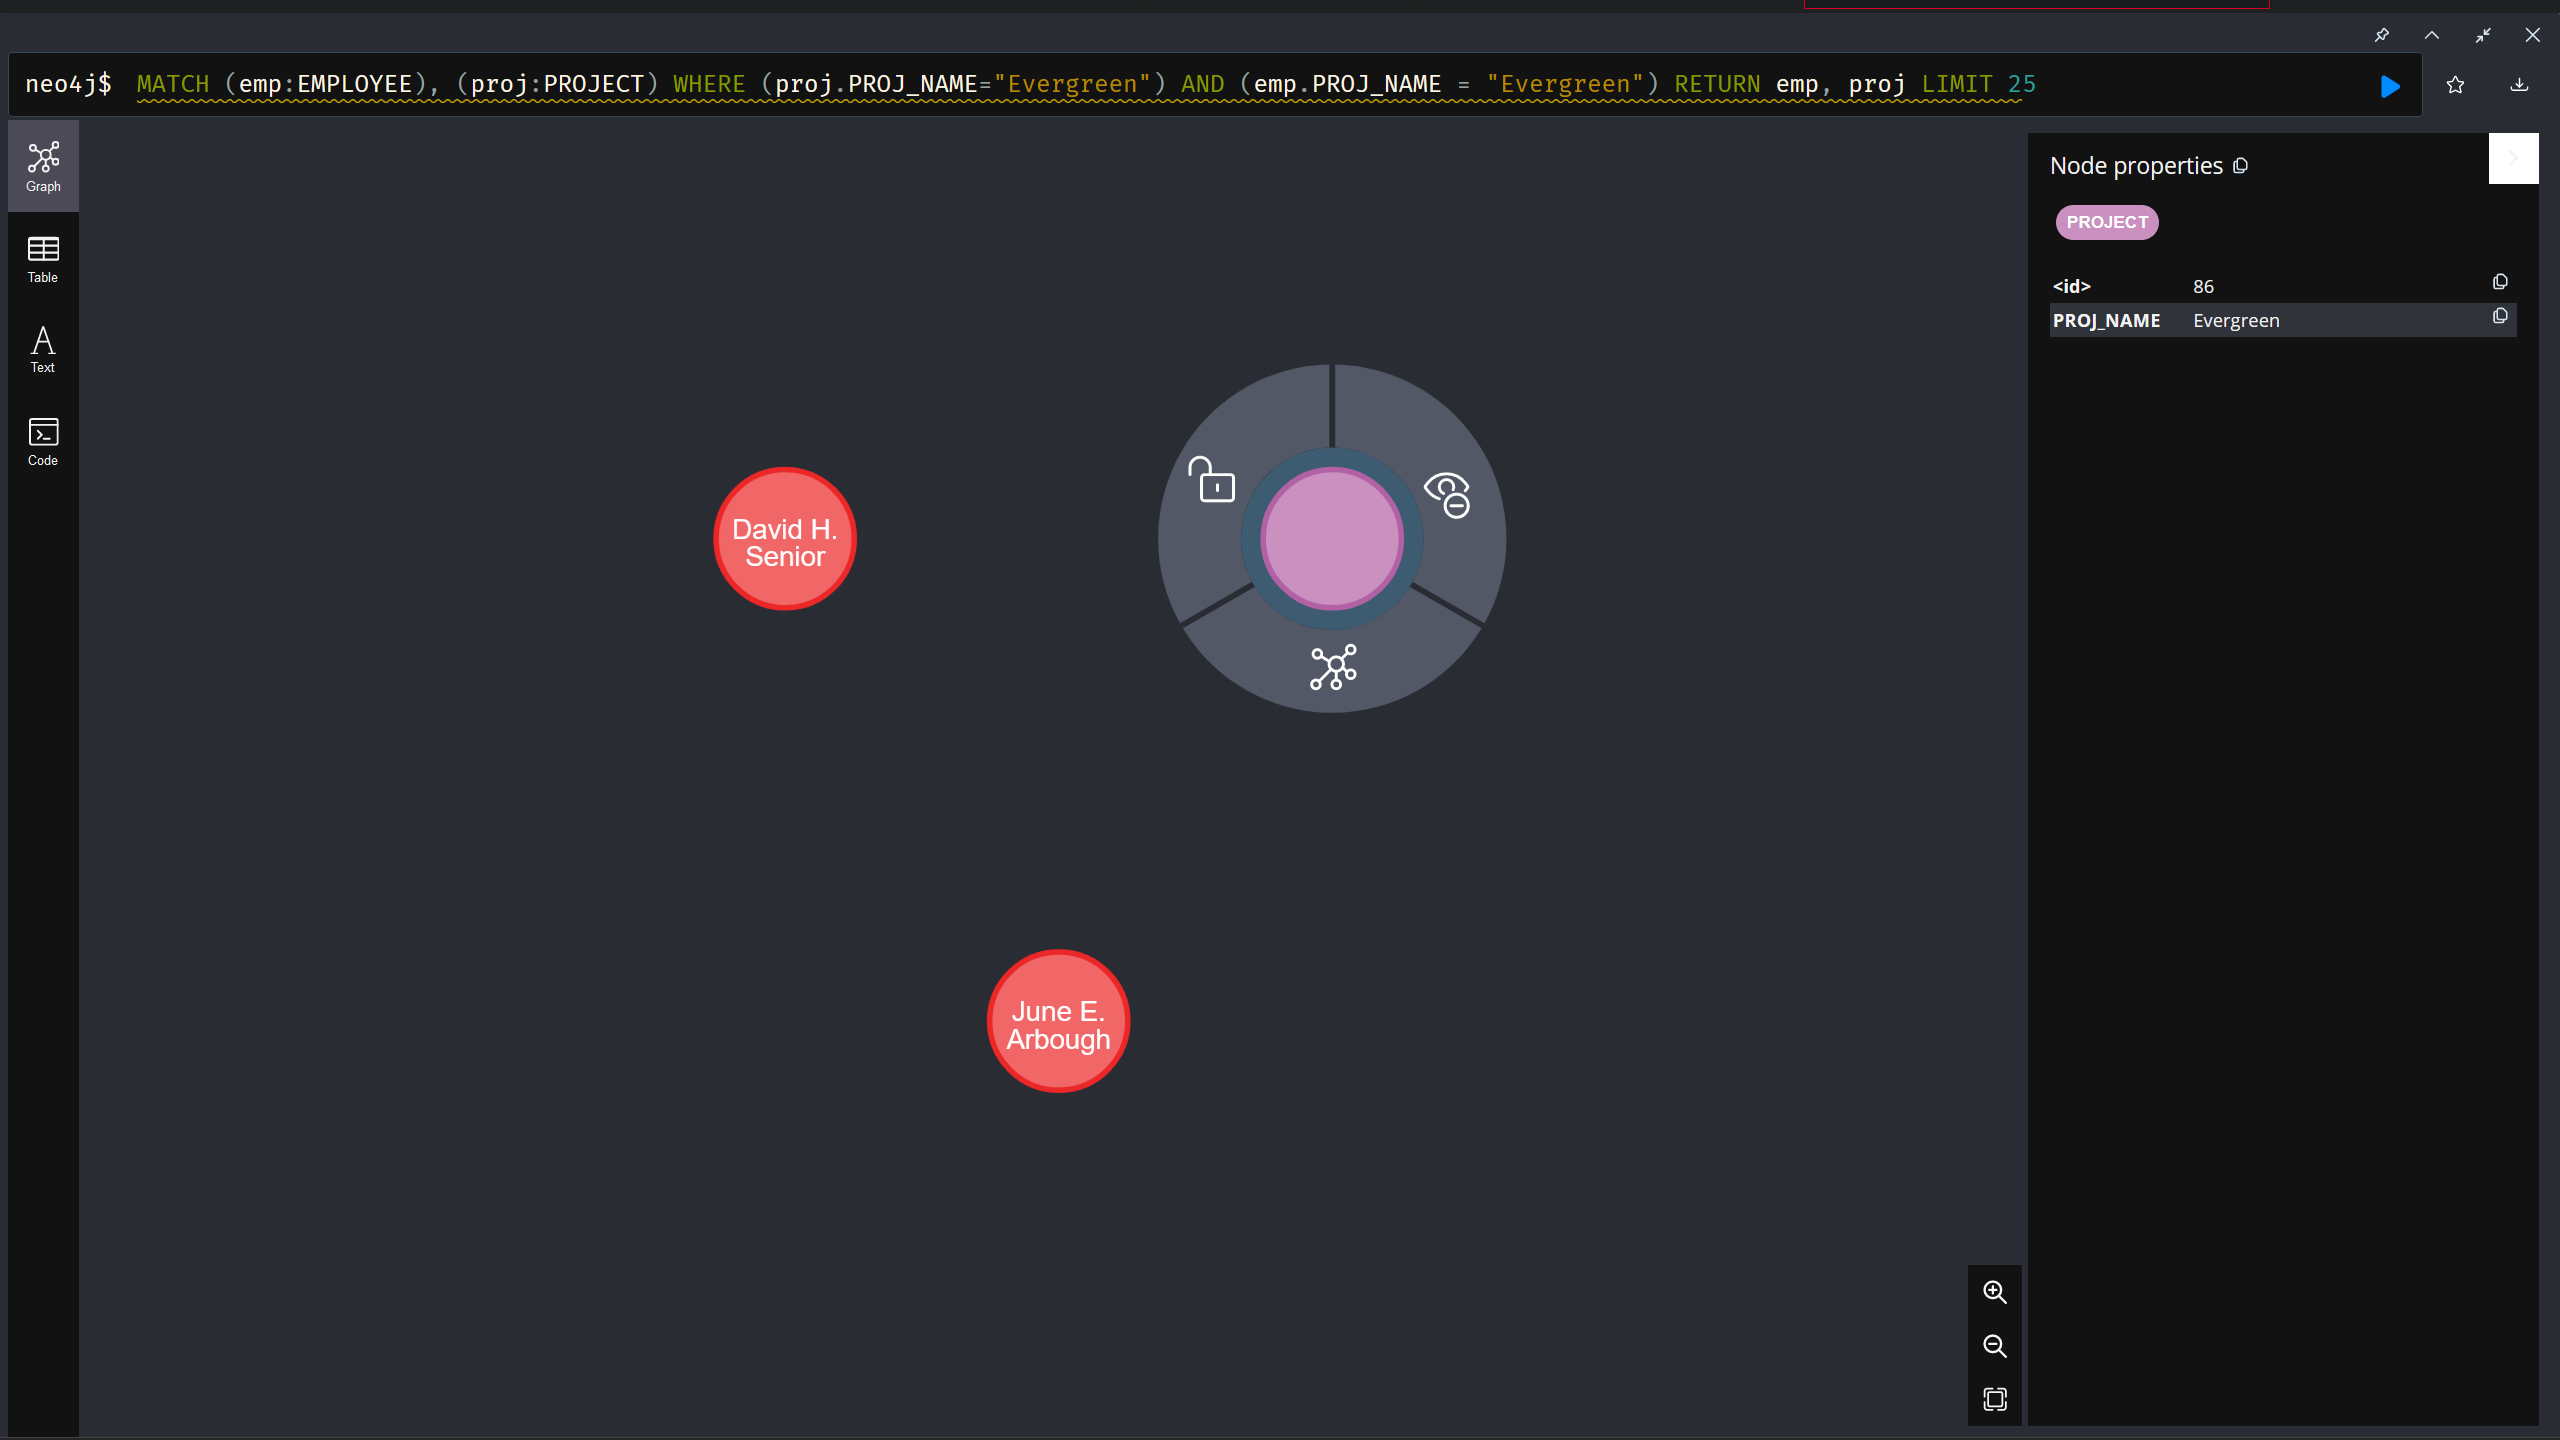 neo4j$ MATCH (emp:EMPLOYEE), (proj:PROJECT) WHERE (proj.PROJ_NAME="Evergreen") AND (emp.PROJ_NAME = "Evergreen") RETURN emp, proj LIMIT 25
Graph
Table
Text
Code
David H.
Senior
June E.
Arbough
Node properties
PROJECT
<id> 86
PROJ_NAME Evergreen